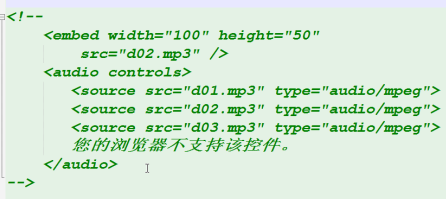 <!--
<embed width="100" height="50"
src="d02.mp3" />
<audio controls>
<source src="d01.mp3" type="audio/mpeg">
<source src="d02.mp3" type="audio/mpeg">
<source src="d03.mp3" type="audio/mpeg">
您的浏览器不支持该控件。
</audio>
-->